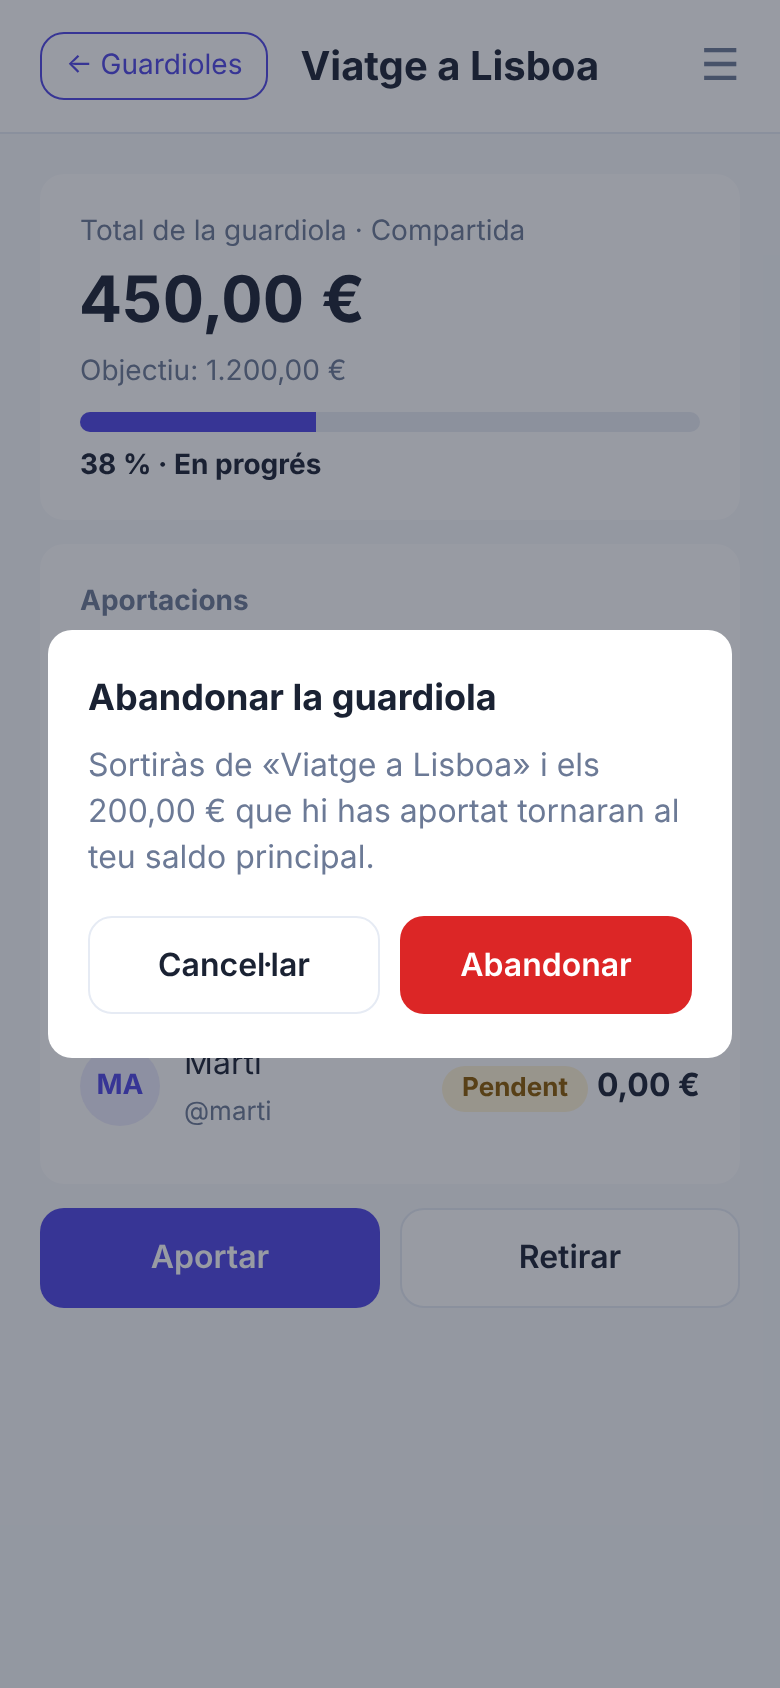 ← Guardioles
Viatge a Lisboa
Total de la guardiola · Compartida
450,00 €
Objectiu: 1.200,00 €
38 % · En progrés
Aportacions
Abandonar la guardiola
Sortiràs de «Viatge a Lisboa» i els
200,00 € que hi has aportat tornaran al
teu saldo principal.
Cancel·lar
Abandonar
MA
Martí
@marti
Pendent
0,00 €
Aportar
Retirar